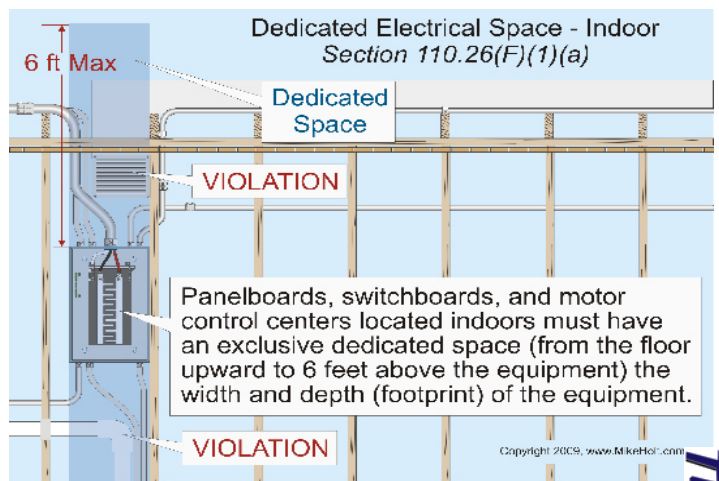 Dedicated Electrical Space - Indoor
Section 110.26(F)(1)(a)
6 ft Max
Dedicated
Space
VIOLATION
Panelboards, switchboards, and motor
control centers located indoors must have
an exclusive dedicated space (from the floor
upward to 6 feet above the equipment) the
width and depth (footprint) of the equipment.
VIOLATION
Copyright 2009, www.MikeHolt.com